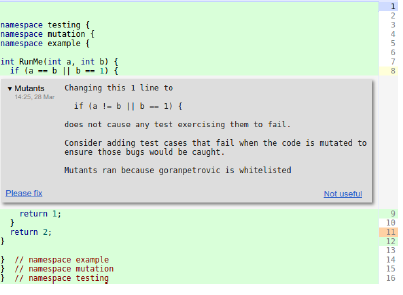 1
2
namespace testing { 3
namespace mutation { 4
namespace example { 5
6
int RunMe(int a, int b) { 7
if (a == b || b == 1) { 8
▾ Mutants Changing this 1 line to
14:25, 28 Mar
if (a != b || b == 1) {
does not cause any test exercising them to fail.
Consider adding test cases that fail when the code is mutated to
ensure those bugs would be caught.
Mutants ran because goranpetrovic is whitelisted
Please fix Not useful
return 1; 9
} 10
return 2; 11
} 12
13
} // namespace example 14
} // namespace mutation 15
} // namespace testing 16